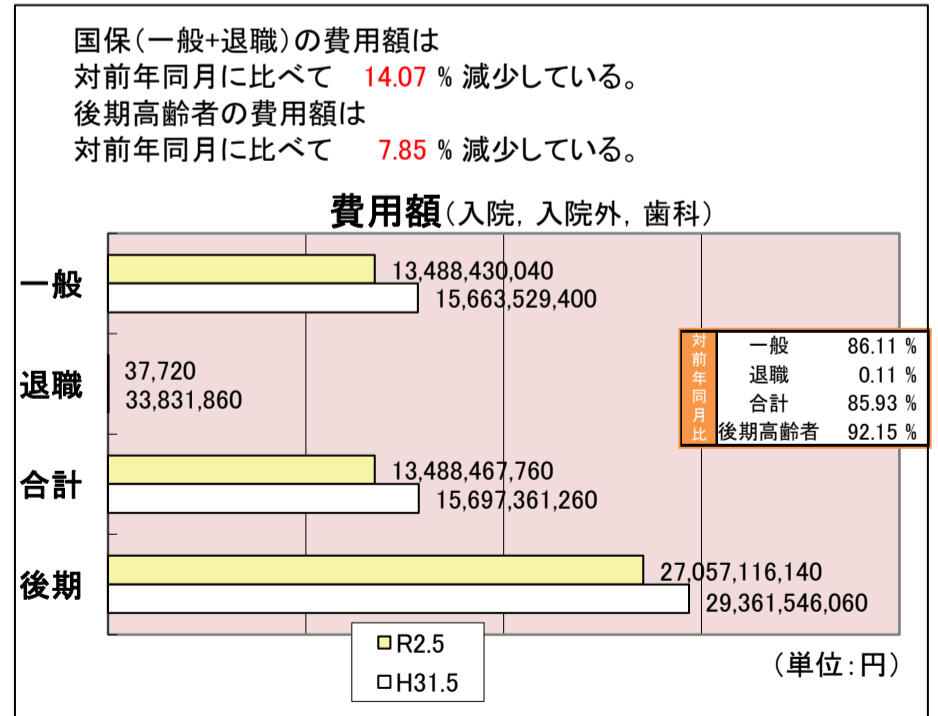 国保(一般+退職)の費用額は
対前年同月に比べて 14.07 % 減少している。
後期高齢者の費用額は
対前年同月に比べて 7.85 % 減少している。
費用額(入院, 入院外, 歯科)
一般
13,488,430,040
15,663,529,400
退職
37,720
33,831,860
合計
13,488,467,760
15,697,361,260
後期
27,057,116,140
29,361,546,060
対前年同月比
一般 86.11 %
退職 0.11 %
合計 85.93 %
後期高齢者 92.15 %
R2.5
H31.5
(単位:円)